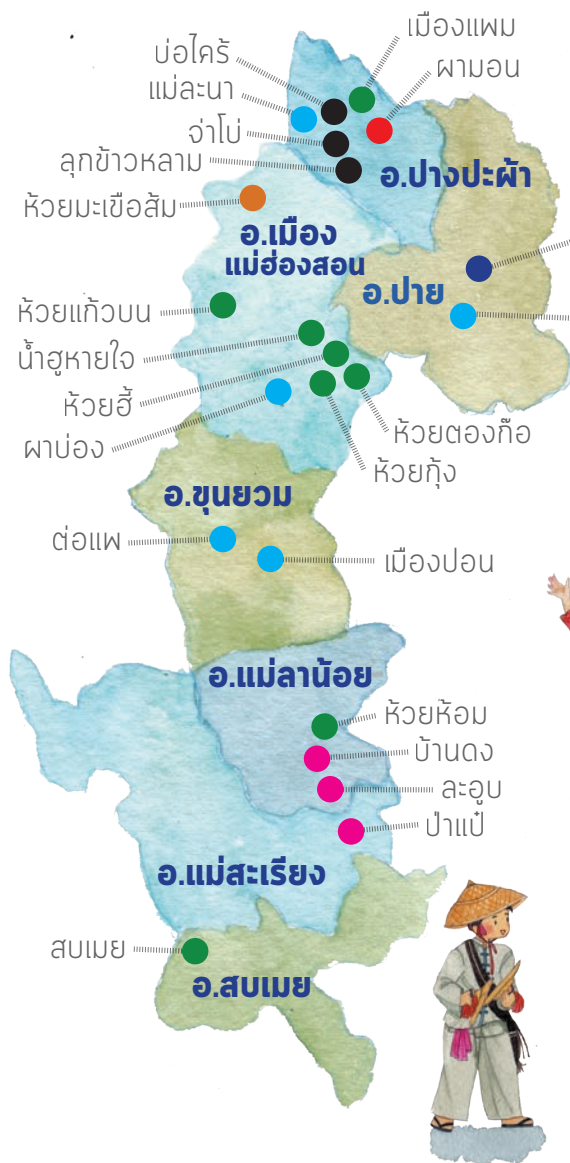 เมืองแพม
บ่อไคร้
ผามอน
แม่ละนา
จ่าโบ่
ลุกข้าวหลาม
อ.ปางปะผ้า
ห้วยมะเขือส้ม
อ.เมือง
แม่ฮ่องสอน
อ.ปาย
ห้วยแก้วบน
น้ำฮูหายใจ
ห้วยฮี้
ห้วยตองก๊อ
ผาบ่อง
ห้วยกุ้ง
อ.ขุนยวม
ต่อแพ
เมืองปอน
อ.แม่ลาน้อย
ห้วยห้อม
บ้านดง
ละอูบ
ป่าแป๋
อ.แม่สะเรียง
สบเมย
อ.สบเมย